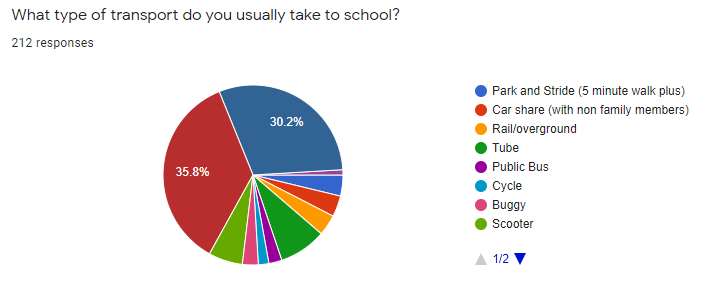 What type of transport do you usually take to school?
212 responses
30.2%
35.8%
Park and Stride (5 minute walk plus)
Car share (with non family members)
Rail/overground
Tube
Public Bus
Cycle
Buggy
Scooter
1/2